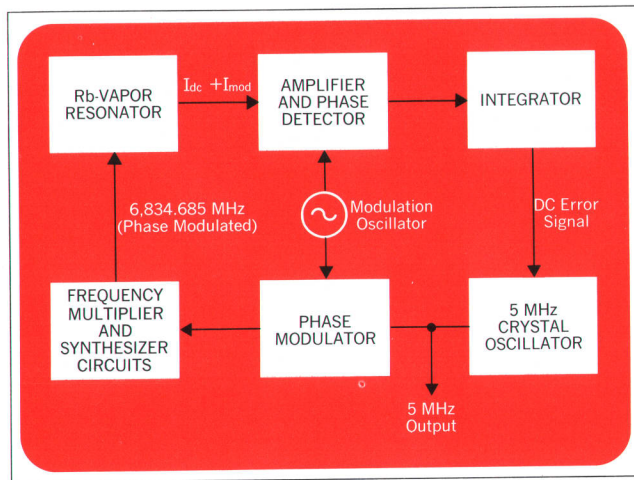 Rb-VAPOR
RESONATOR
Idc +Imod
AMPLIFIER
AND PHASE
DETECTOR
INTEGRATOR
6,834.685 MHz
(Phase Modulated)
Modulation
Oscillator
DC Error
Signal
FREQUENCY
MULTIPLIER
AND
SYNTHESIZER
CIRCUITS
PHASE
MODULATOR
5 MHz
CRYSTAL
OSCILLATOR
5 MHz
Output